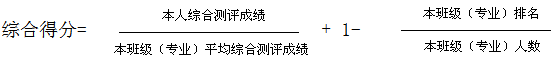 本人综合测评成绩 本班级（专业）排名
综合得分= + 1-
本班级（专业）平均综合测评成绩 本班级（专业）人数